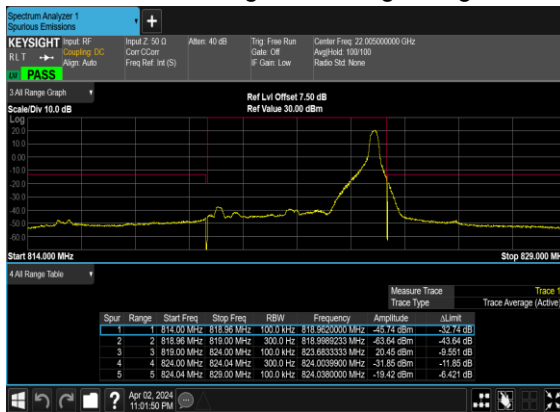 Spectrum Analyzer 1
Spurious Emissions
KEYSIGHT Input: RF Input Z: 50 Ω Atten: 40 dB Trig: Free Run Center Freq: 22.005000000 GHz
RLT Coupling: DC Corr CCorr Gate: Off Avg|Hold: 100/100
Align: Auto Freq Ref: Int (S) IF Gain: Low Radio Std: None
PASS
3 All Range Graph
Ref Lvl Offset 7.50 dB
Scale/Div 10.0 dB Ref Value 30.00 dBm
Log
20.0
10.0
0.00
-10.0
-20.0
-30.0
-40.0
-50.0
-60.0
Start 814.000 MHz Stop 829.000 MH
4 All Range Table
Measure Trace Trace 1
Trace Type Trace Average (Active)
Spur Range Start Freq Stop Freq RBW Frequency Amplitude ΔLimit
1 1 814.00 MHz 818.96 MHz 100.0 kHz 818.9620000 MHz -45.74 dBm -32.74 dB
2 2 818.96 MHz 819.00 MHz 300.0 Hz 818.9989233 MHz -63.64 dBm -43.64 dB
3 3 819.00 MHz 824.00 MHz 100.0 kHz 823.6833333 MHz 20.45 dBm -9.551 dB
4 4 824.00 MHz 824.04 MHz 300.0 Hz 824.0039900 MHz -31.85 dBm -11.85 dB
5 5 824.04 MHz 829.00 MHz 100.0 kHz 824.0380000 MHz -19.42 dBm -6.421 dB
? Apr 02, 2024
11:01:50 PM